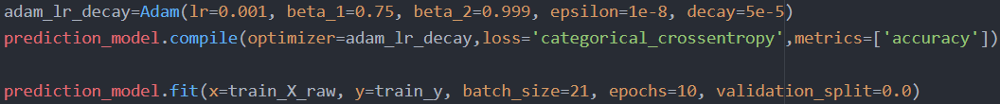 adam_lr_decay=Adam(lr=0.001, beta_1=0.75, beta_2=0.999, epsilon=1e-8, decay=5e-5)
prediction_model.compile(optimizer=adam_lr_decay,loss='categorical_crossentropy',metrics=['accuracy'])
prediction_model.fit(x=train_X_raw, y=train_y, batch_size=21, epochs=10, validation_split=0.0)